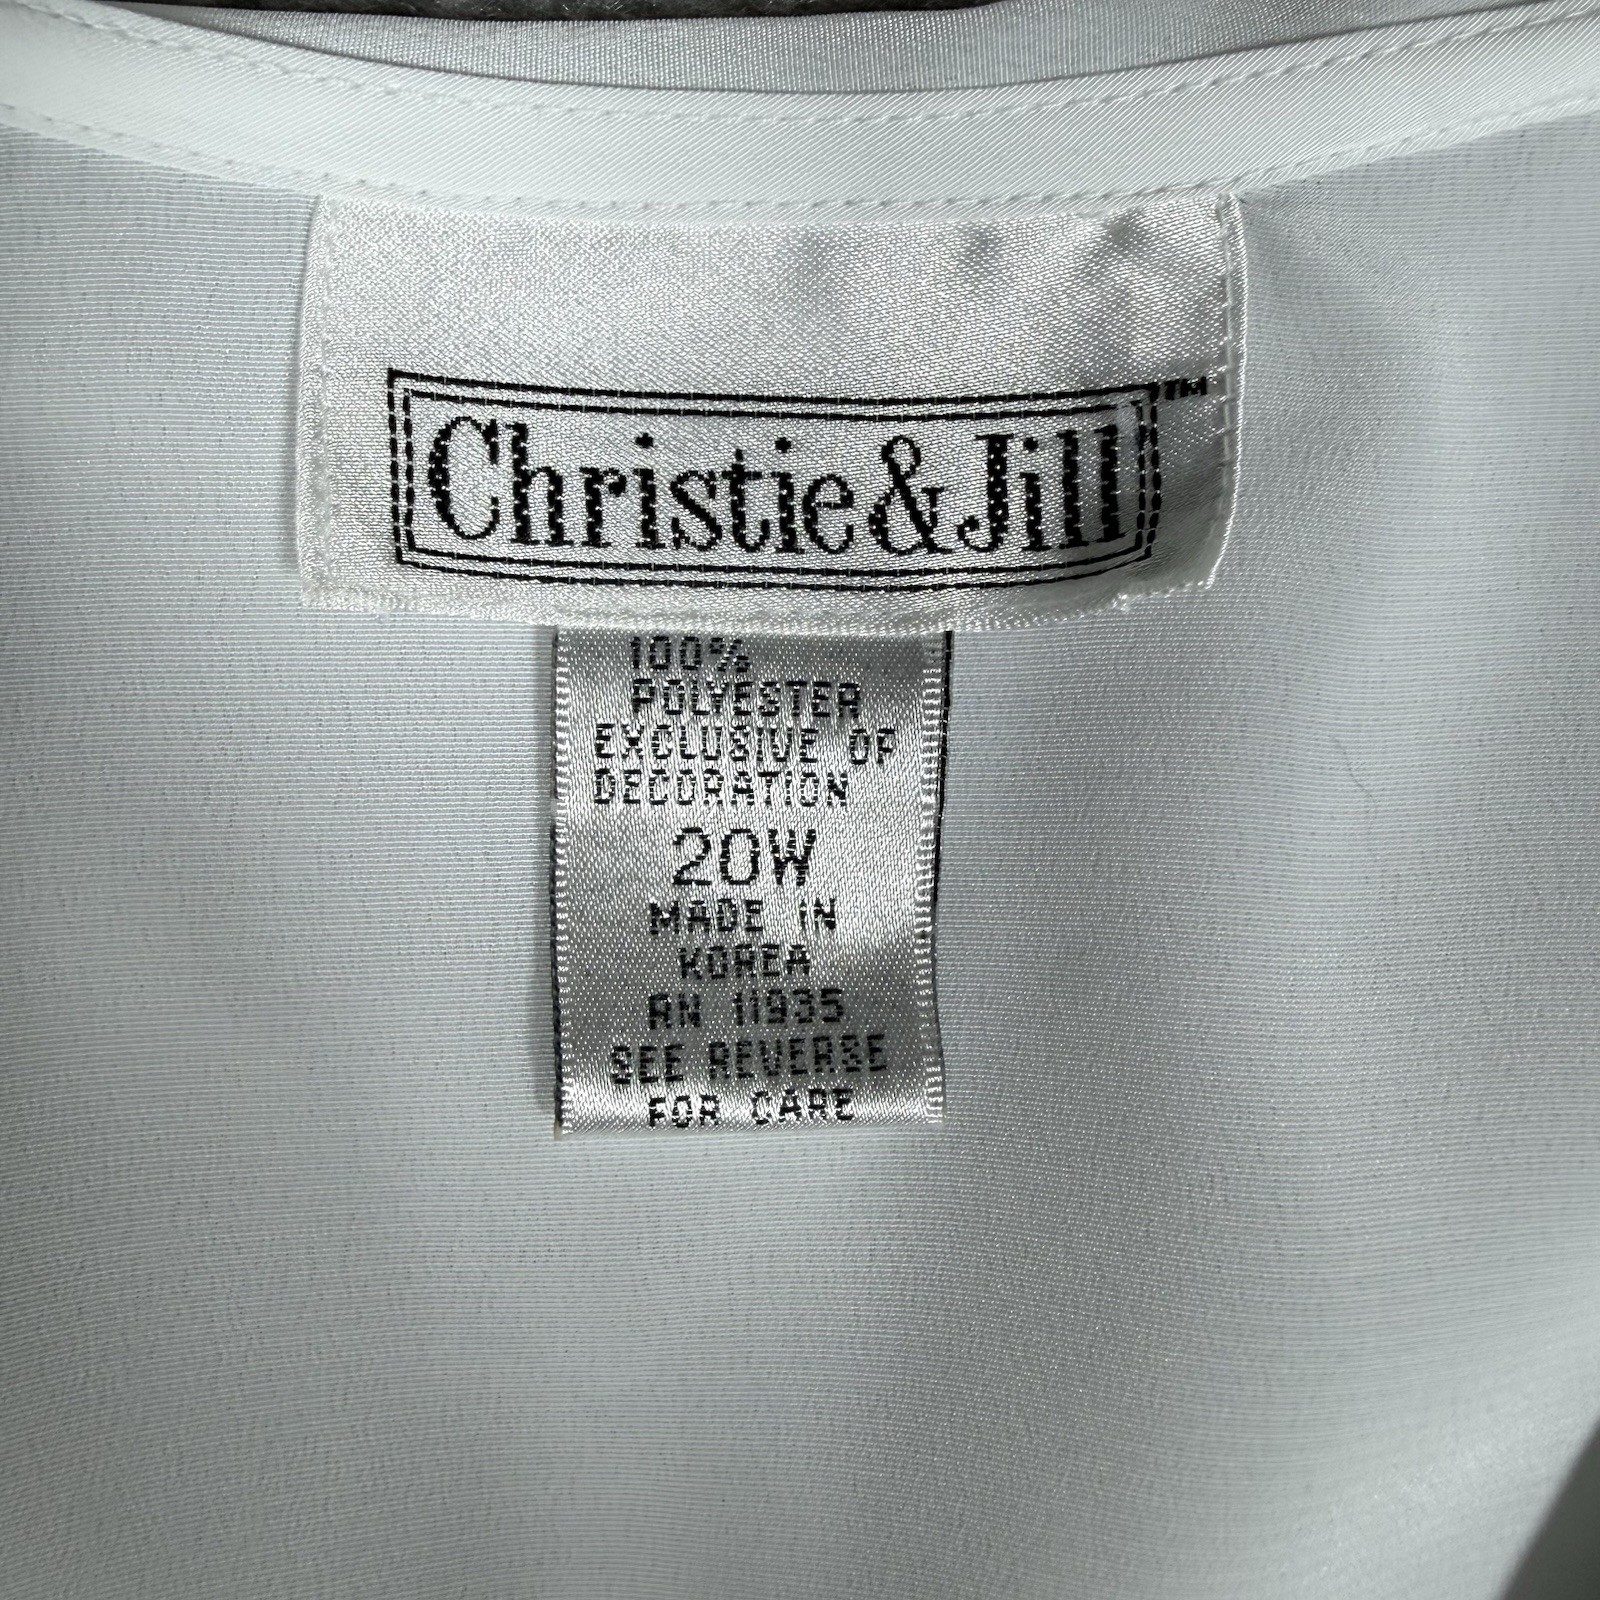 Christie&Jill™
100%
POLYESTER
EXCLUSIVE OF
DECORATION
20W
MADE IN
KOREA
RN 11935
SEE REVERSE
FOR CARE